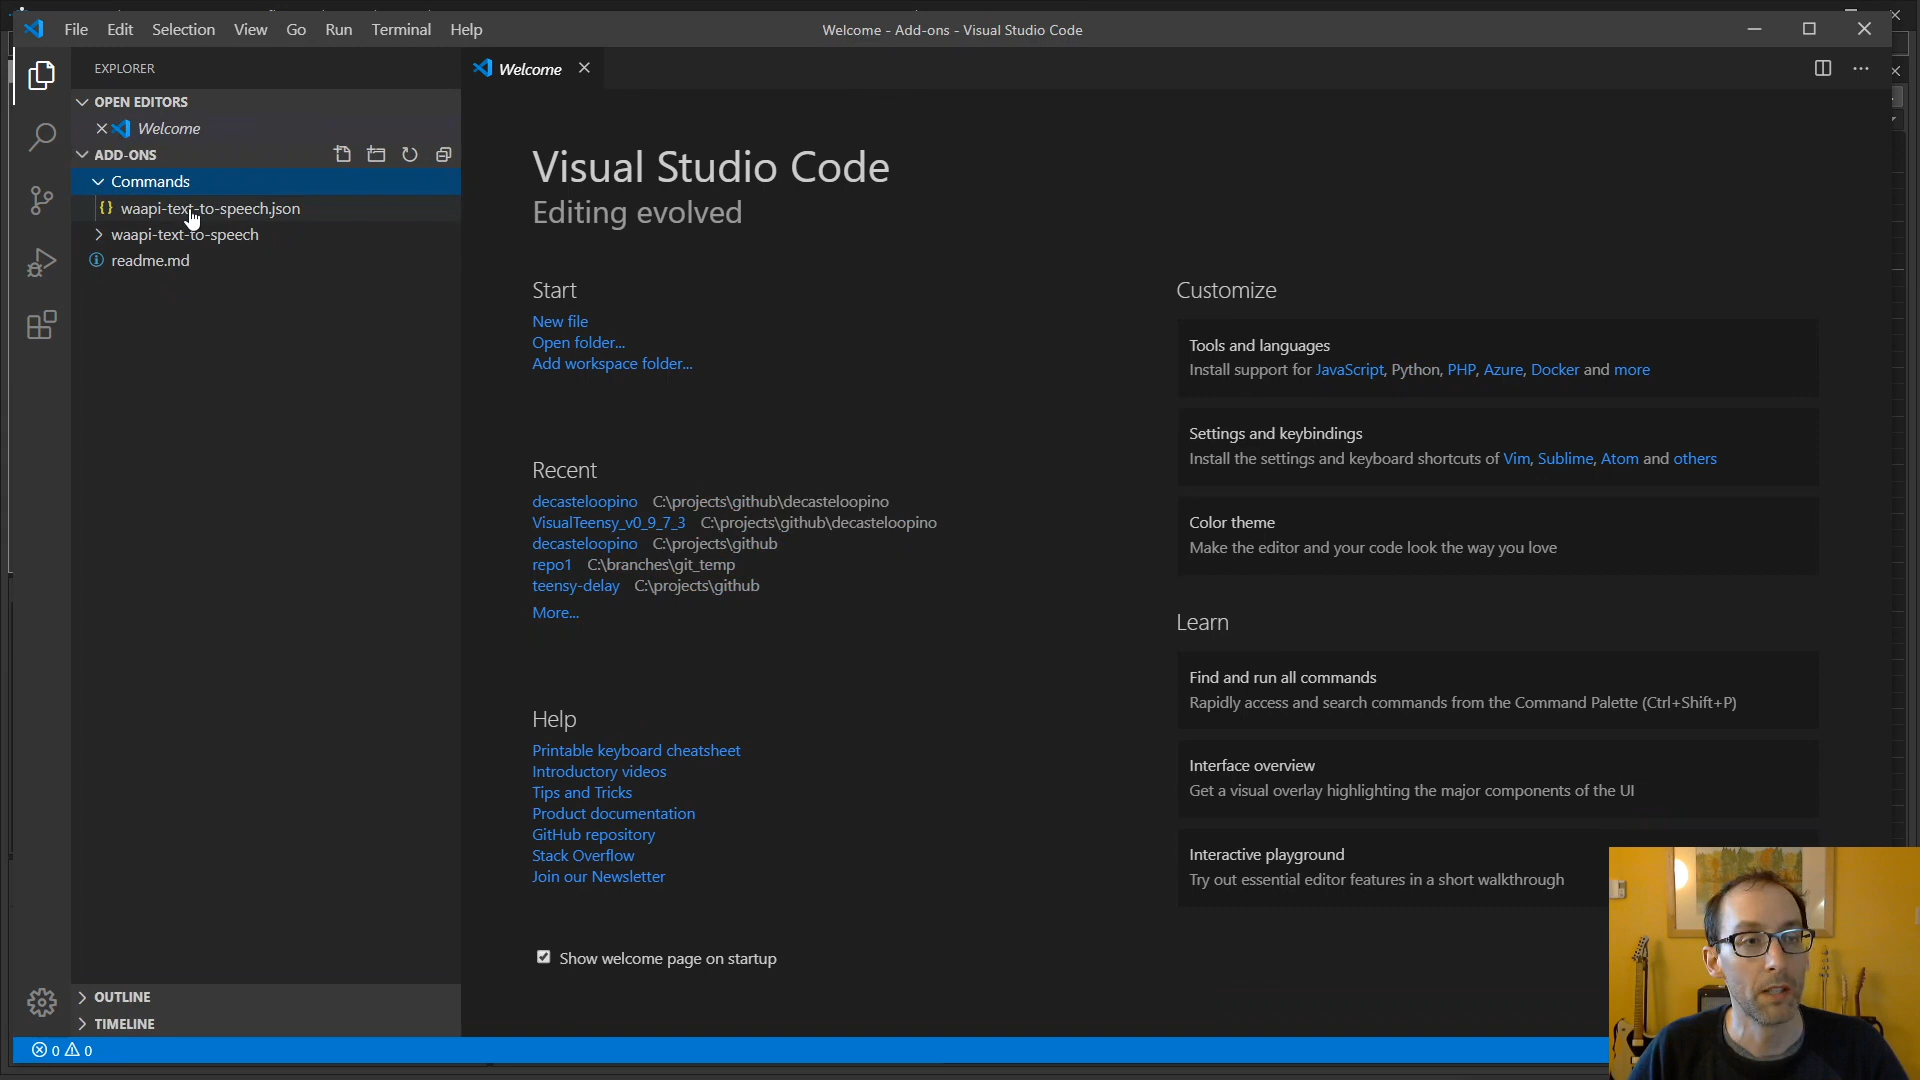 File Edit Selection View Go Run Terminal Help
Welcome - Add-ons - Visual Studio Code
EXPLORER
Welcome
OPEN EDITORS
Welcome
ADD-ONS
Commands
{} waapi-text-to-speech.json
waapi-text-to-speech
readme.md
Visual Studio Code
Editing evolved
Start
New file
Open folder...
Add workspace folder...
Recent
decasteloopino C:\projects\github\decasteloopino
VisualTeensy_v0_9_7_3 C:\projects\github\decasteloopino
decasteloopino C:\projects\github
repo1 C:\branches\git_temp
teensy-delay C:\projects\github
More...
Help
Printable keyboard cheatsheet
Introductory videos
Tips and Tricks
Product documentation
GitHub repository
Stack Overflow
Join our Newsletter
Show welcome page on startup
Customize
Tools and languages
Install support for JavaScript, Python, PHP, Azure, Docker and more
Settings and keybindings
Install the settings and keyboard shortcuts of Vim, Sublime, Atom and others
Color theme
Make the editor and your code look the way you love
Learn
Find and run all commands
Rapidly access and search commands from the Command Palette (Ctrl+Shift+P)
Interface overview
Get a visual overlay highlighting the major components of the UI
Interactive playground
Try out essential editor features in a short walkthrough
OUTLINE
TIMELINE
0 0